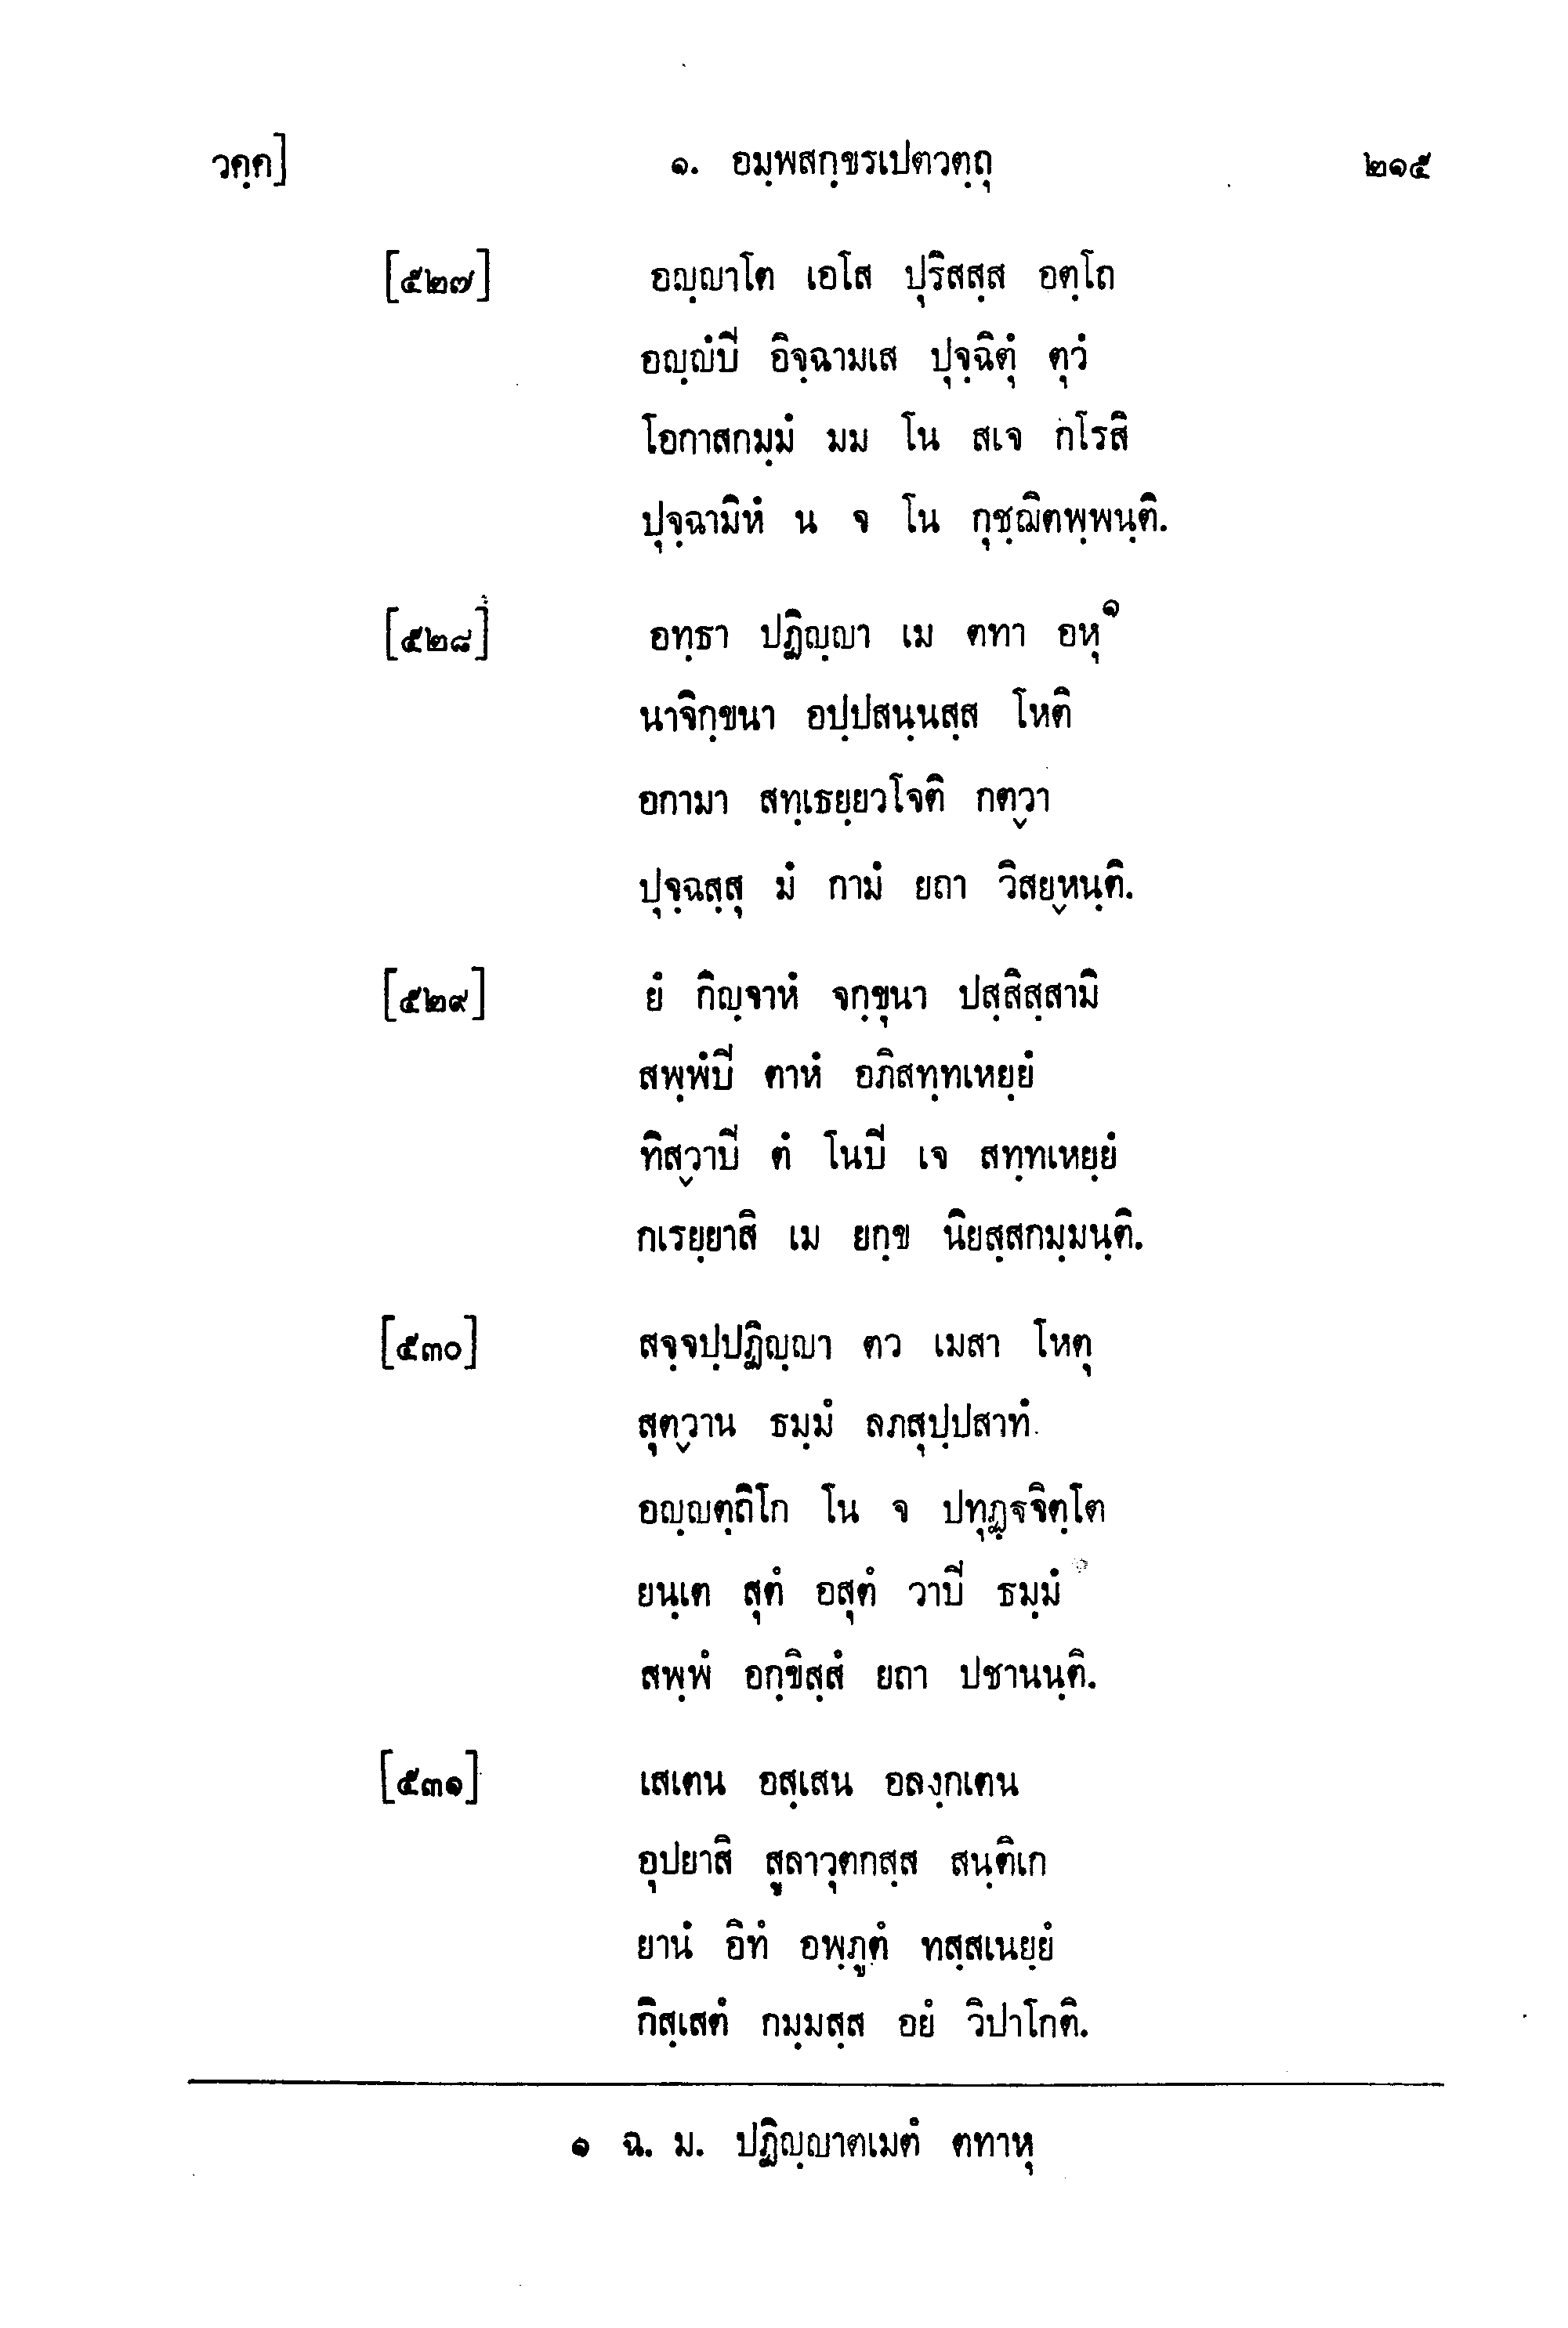 วคฺค] ๑. อมฺพสกฺขรเปตวตฺถุ ๒๑๕
[๕๒๗] อญฺญาโต เอโส ปุริสสฺส อตฺโถ
อญฺญํปิ อิจฺฉามเส ปุจฺฉิตุํ ตุวํ
โอกาสกมฺมํ มม โน สเจ กโรสิ
ปุจฺฉามิหํ น จ โน กุชฺฌิตพฺพนฺติ.
[๕๒๘] อทฺธา ปฏิญฺญา เม ตทา อหุ๑
นาจิกฺขนา อปฺปสนฺนสฺส โหติ
อกามา สทฺเธยฺยวโจติ กตฺวา
ปุจฺฉสฺสุ มํ กามํ ยถา วิสยฺหนฺติ.
[๕๒๙] ยํ กิญฺจาหํ จกฺขุนา ปสฺสิสฺสามิ
สพฺพํปิ ตาหํ อภิสทฺทเหยฺยํ
ทิสฺวาปิ ตํ โนปิ เจ สทฺทเหยฺยํ
กเรยฺยาสิ เม ยกฺข นิยสฺสกมฺมนฺติ.
[๕๓๐] สจฺจปฺปฏิญฺญา ตว เมสา โหตุ
สุตฺวาน ธมฺมํ ลภสุปฺปสาทํ
อญฺญตฺถิโก โน จ ปทุฏฺฐจิตฺโต
ยนฺเต สุตํ อสุตํ วาปิ ธมฺมํ
สพฺพํ อกฺขิสฺสํ ยถา ปชานนฺติ.
[๕๓๑] เสเตน อสฺเสน อลงฺกเตน
อุปยาสิ สูลาวุตกสฺส สนฺติเก
ยานํ อิทํ อพฺภูตํ ทสฺสเนยฺยํ
กิสฺเสตํ กมฺมสฺส อยํ วิปาโกติ.
๑ ฉ. ม. ปฏิญฺญาตเมตํ ตทาหุ